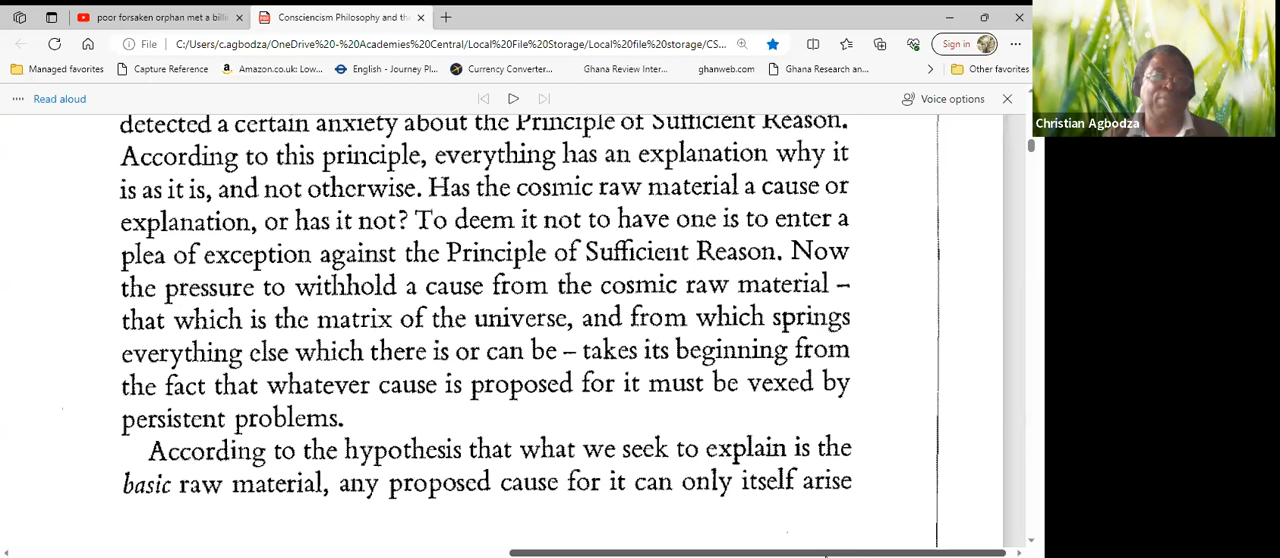 poor forsaken orphan met a billi
Consciencism Philosophy and th
File
C:/Users/c.agbodza/OneDrive%20-%20Academies%20Central/Local%20File%20Storage/Local%20file%20storage/CS...
Sign in
Managed favorites
Capture Reference
Amazon.co.uk: Low...
English - Journey Pl...
Currency Converter...
Ghana Review Inter...
ghanweb.com
Ghana Research an...
Other favorites
Read aloud
Voice options
Christian Agbodza
detected a certain anxiety about the Principle of Sufficient Reason.
According to this principle, everything has an explanation why it
is as it is, and not otherwise. Has the cosmic raw material a cause or
explanation, or has it not? To deem it not to have one is to enter a
plea of exception against the Principle of Sufficient Reason. Now
the pressure to withhold a cause from the cosmic raw material –
that which is the matrix of the universe, and from which springs
everything else which there is or can be – takes its beginning from
the fact that whatever cause is proposed for it must be vexed by
persistent problems.
According to the hypothesis that what we seek to explain is the
basic raw material, any proposed cause for it can only itself arise